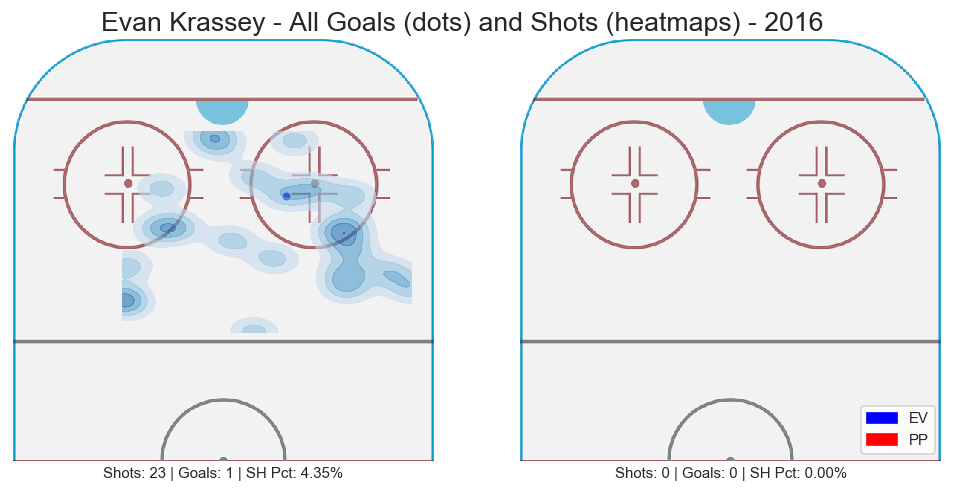 Evan Krassey - All Goals (dots) and Shots (heatmaps) - 2016
EV
PP
Shots: 23 | Goals: 1 | SH Pct: 4.35%
Shots: 0 | Goals: 0 | SH Pct: 0.00%